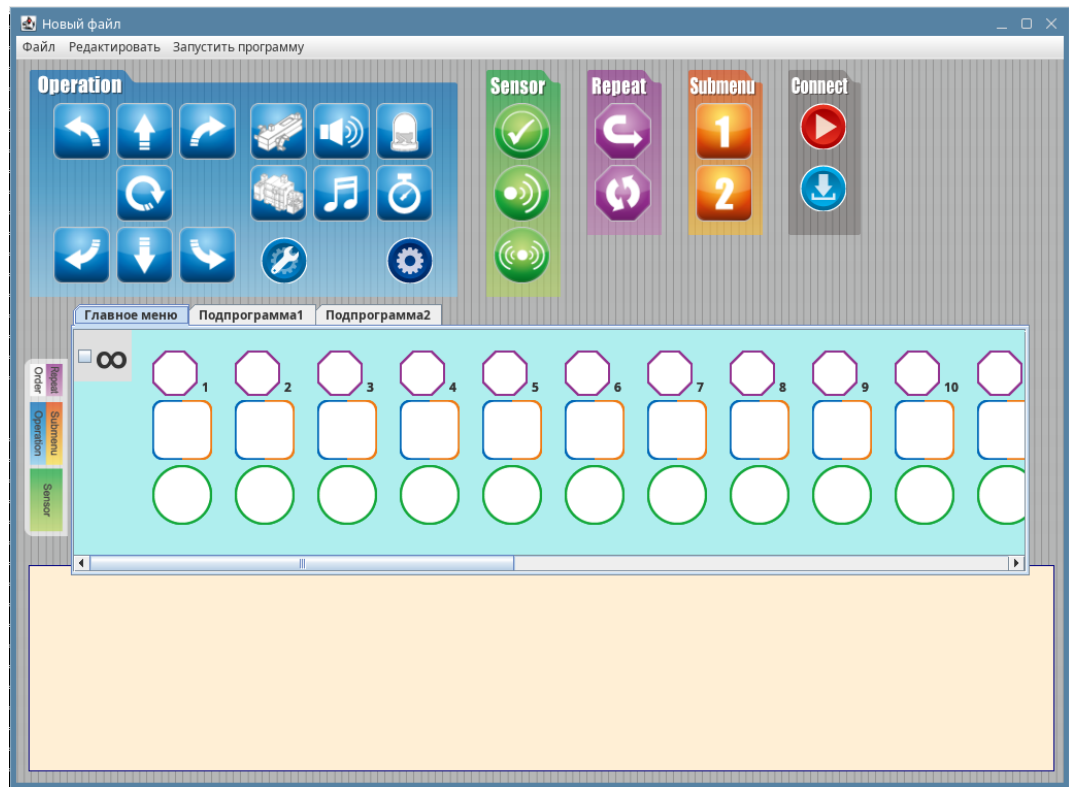 Новый файл
Файл Редактировать Запустить программу
Operation Sensor Repeat Submenu Connect
1
2
Главное меню Подпрограмма1 Подпрограмма2
∞
1 2 3 4 5 6 7 8 9 10
Repeat
Order
Submenu
Operation
Sensor